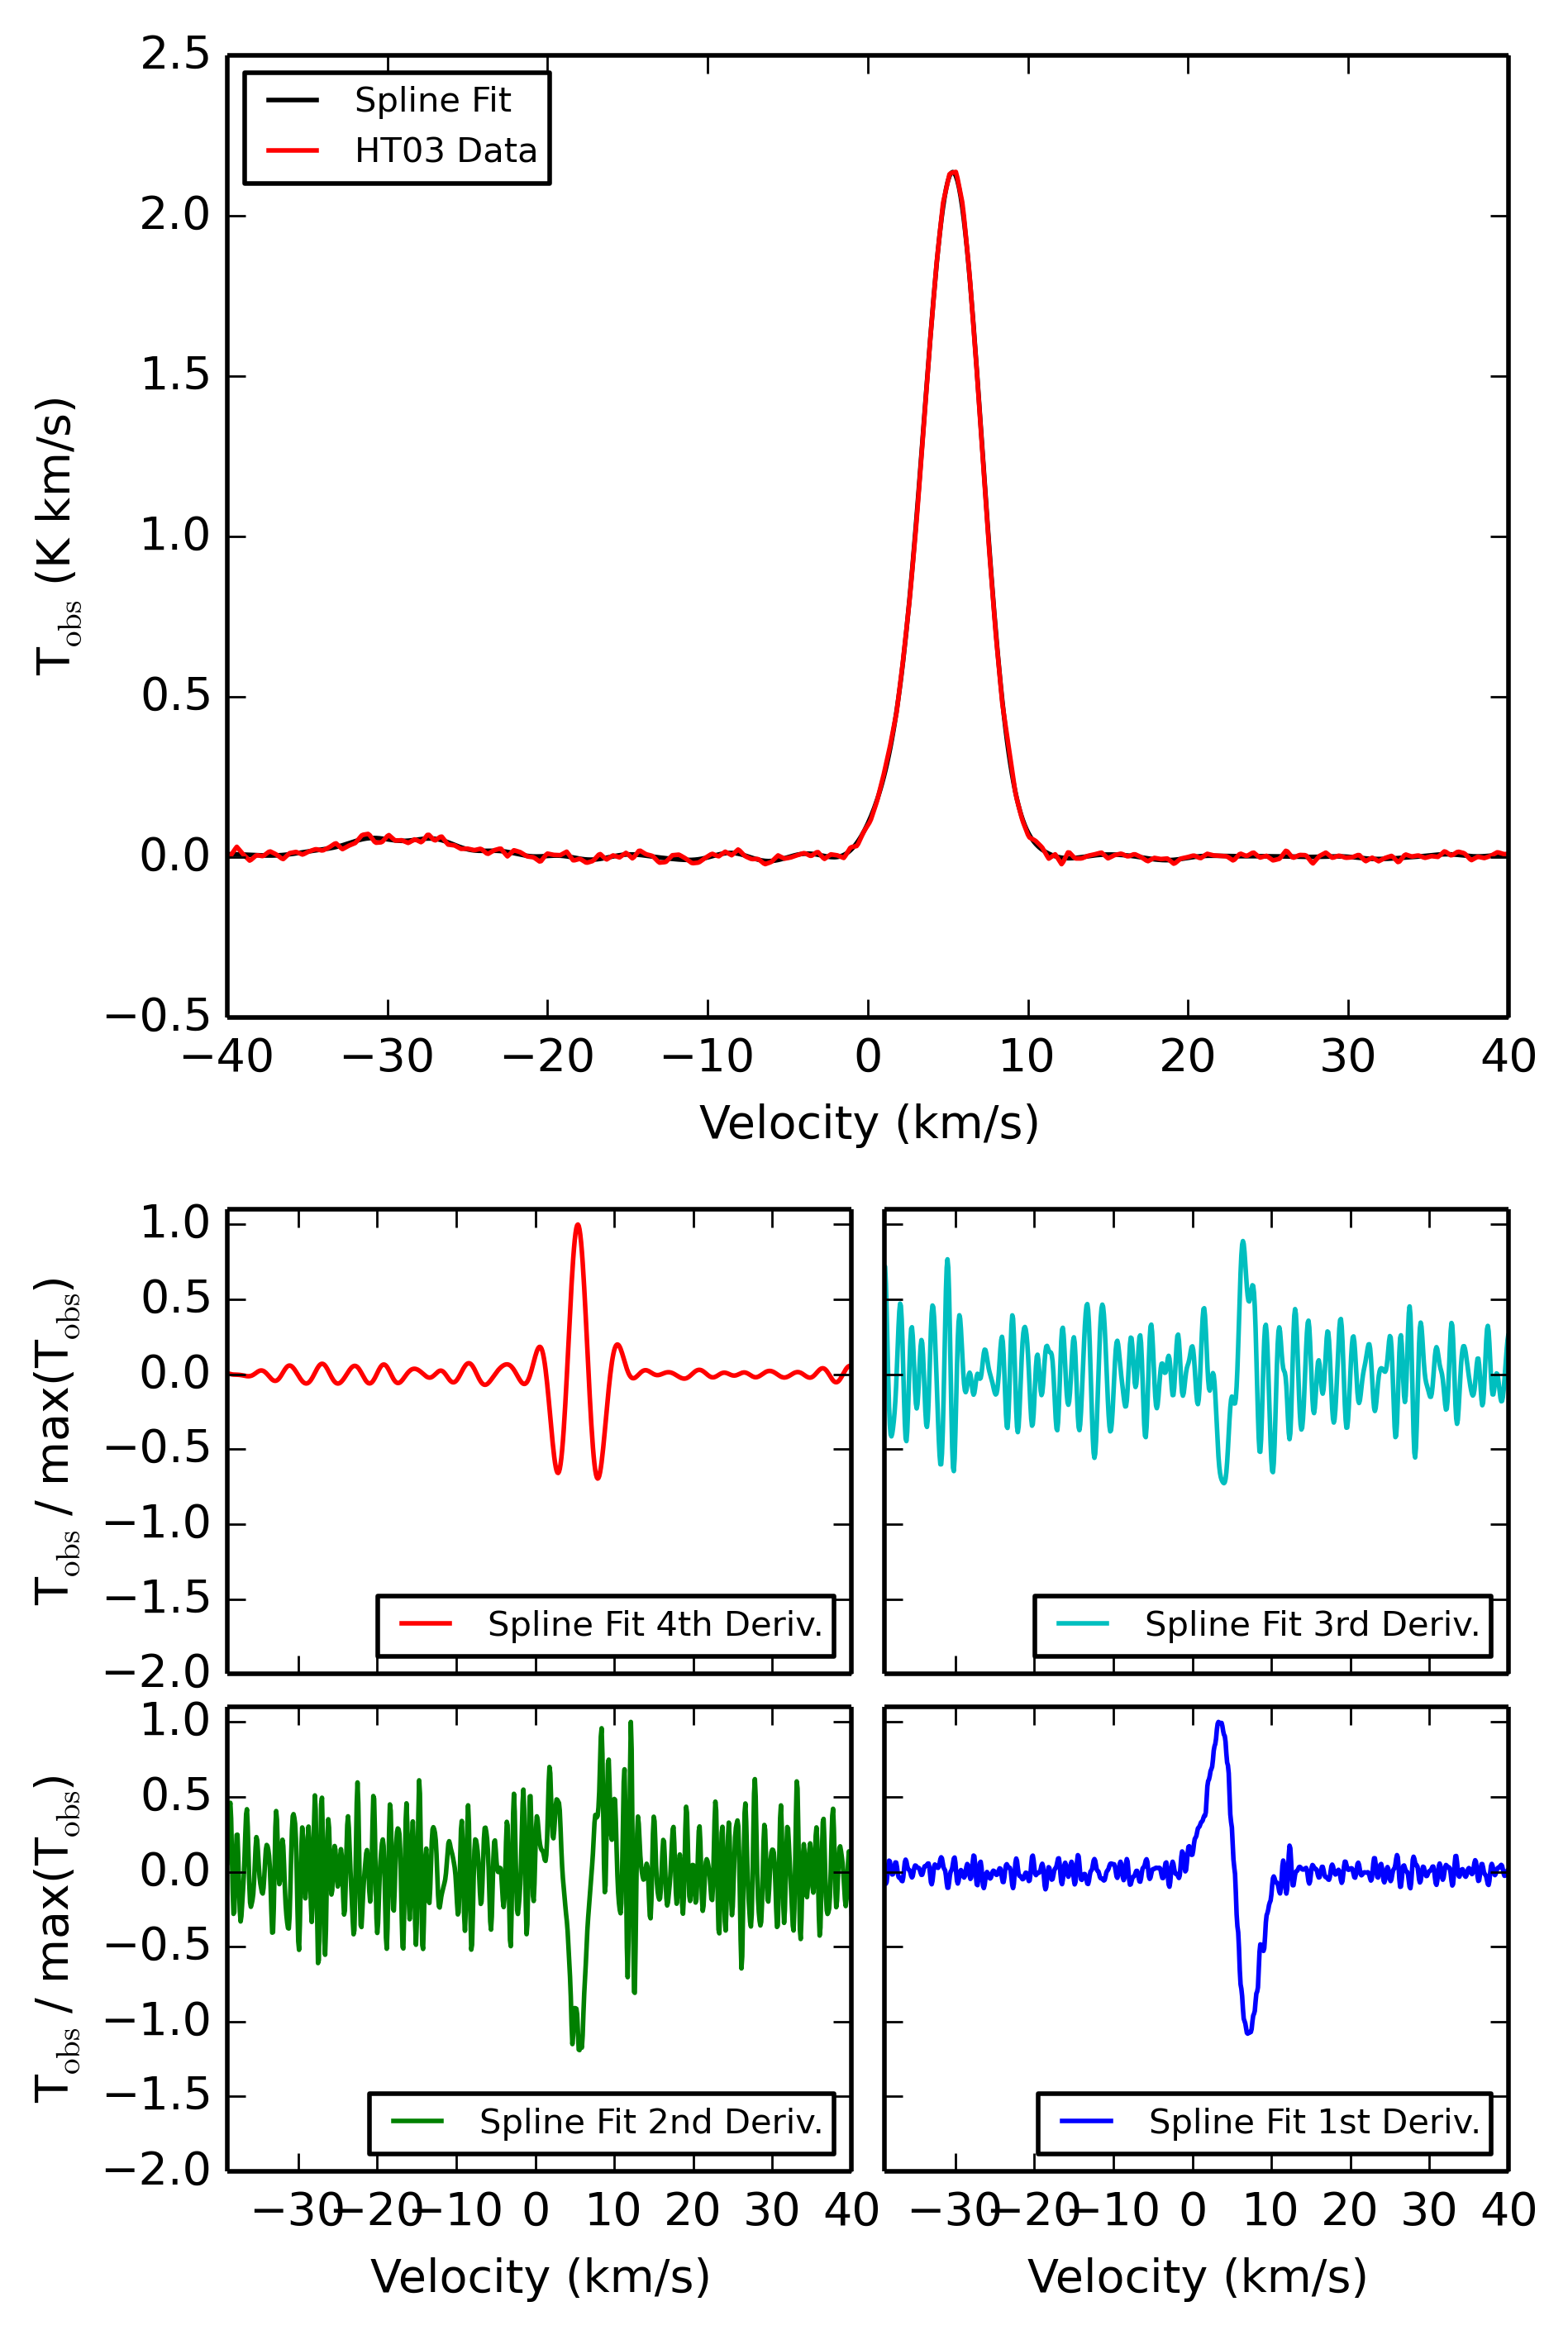 2.5
Spline Fit
HT03 Data
2.0
1.5
1.0
0.5
0.0
−0.5
T_obs (K km/s)
−40 −30 −20 −10 0 10 20 30 40
Velocity (km/s)
1.0
0.5
0.0
−0.5
−1.0
−1.5
−2.0
T_obs / max(T_obs)
Spline Fit 4th Deriv.
Spline Fit 3rd Deriv.
1.0
0.5
0.0
−0.5
−1.0
−1.5
−2.0
T_obs / max(T_obs)
Spline Fit 2nd Deriv.
Spline Fit 1st Deriv.
−30 −20 −10 0 10 20 30 40
−30 −20 −10 0 10 20 30 40
Velocity (km/s)
Velocity (km/s)